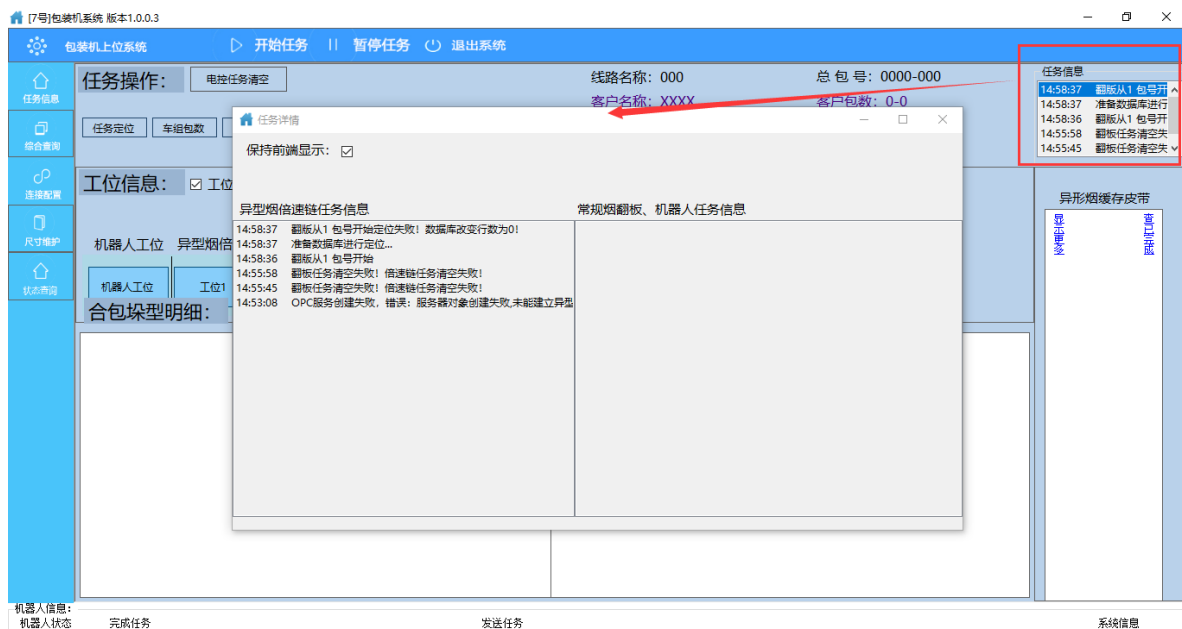 [7号]包装机系统 版本1.0.0.3
包装机上位系统
开始任务
暂停任务
退出系统
任务信息
综合查询
连接配置
尺寸维护
状态查询
任务操作：
电控任务清空
线路名称：000
总 包 号：0000-000
客户名称：XXXX
客户包数：0-0
任务定位
车组包数
任务信息
14:58:37 翻版从1 包号开
14:58:37 准备数据库进行
14:58:36 翻版从1 包号开
14:55:58 翻板任务清空失
14:55:45 翻板任务清空失
任务详情
保持前端显示：
工位信息：
工位
异型烟倍速链任务信息
常规烟翻板、机器人任务信息
14:58:37 翻版从1 包号开始定位失败！数据库改变行数为0!
14:58:37 准备数据库进行定位...
14:58:36 翻版从1 包号开始
14:55:58 翻板任务清空失败！倍速链任务清空失败！
14:55:45 翻板任务清空失败！倍速链任务清空失败！
14:53:08 OPC服务创建失败，错误：服务器对象创建失败,未能建立异型
机器人工位
异型烟倍
机器人工位
工位1
合包垛型明细：
异形烟缓存皮带
显示更多
查已完成
机器人信息:
机器人状态
完成任务
发送任务
系统信息